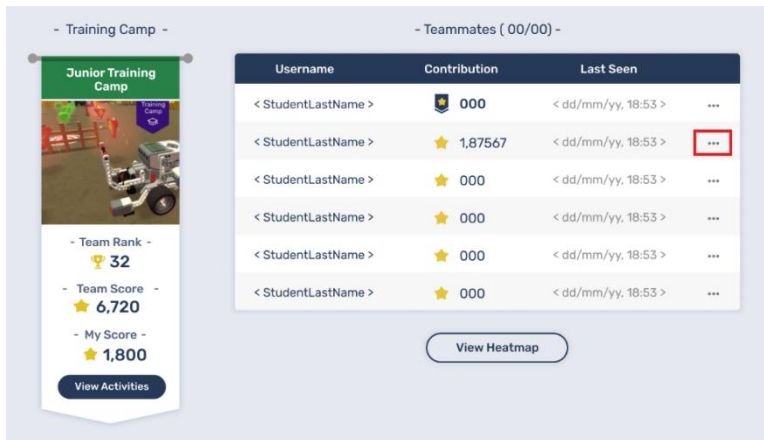 - Training Camp -
Junior Training
Camp
Training
Camp
- Team Rank -
32
- Team Score -
6,720
- My Score -
1,800
View Activities
- Teammates ( 00/00) -
Username Contribution Last Seen
< StudentLastName > 000 < dd/mm/yy, 18:53 > ...
< StudentLastName > 1,87567 < dd/mm/yy, 18:53 > ...
< StudentLastName > 000 < dd/mm/yy, 18:53 > ...
< StudentLastName > 000 < dd/mm/yy, 18:53 > ...
< StudentLastName > 000 < dd/mm/yy, 18:53 > ...
< StudentLastName > 000 < dd/mm/yy, 18:53 > ...
View Heatmap